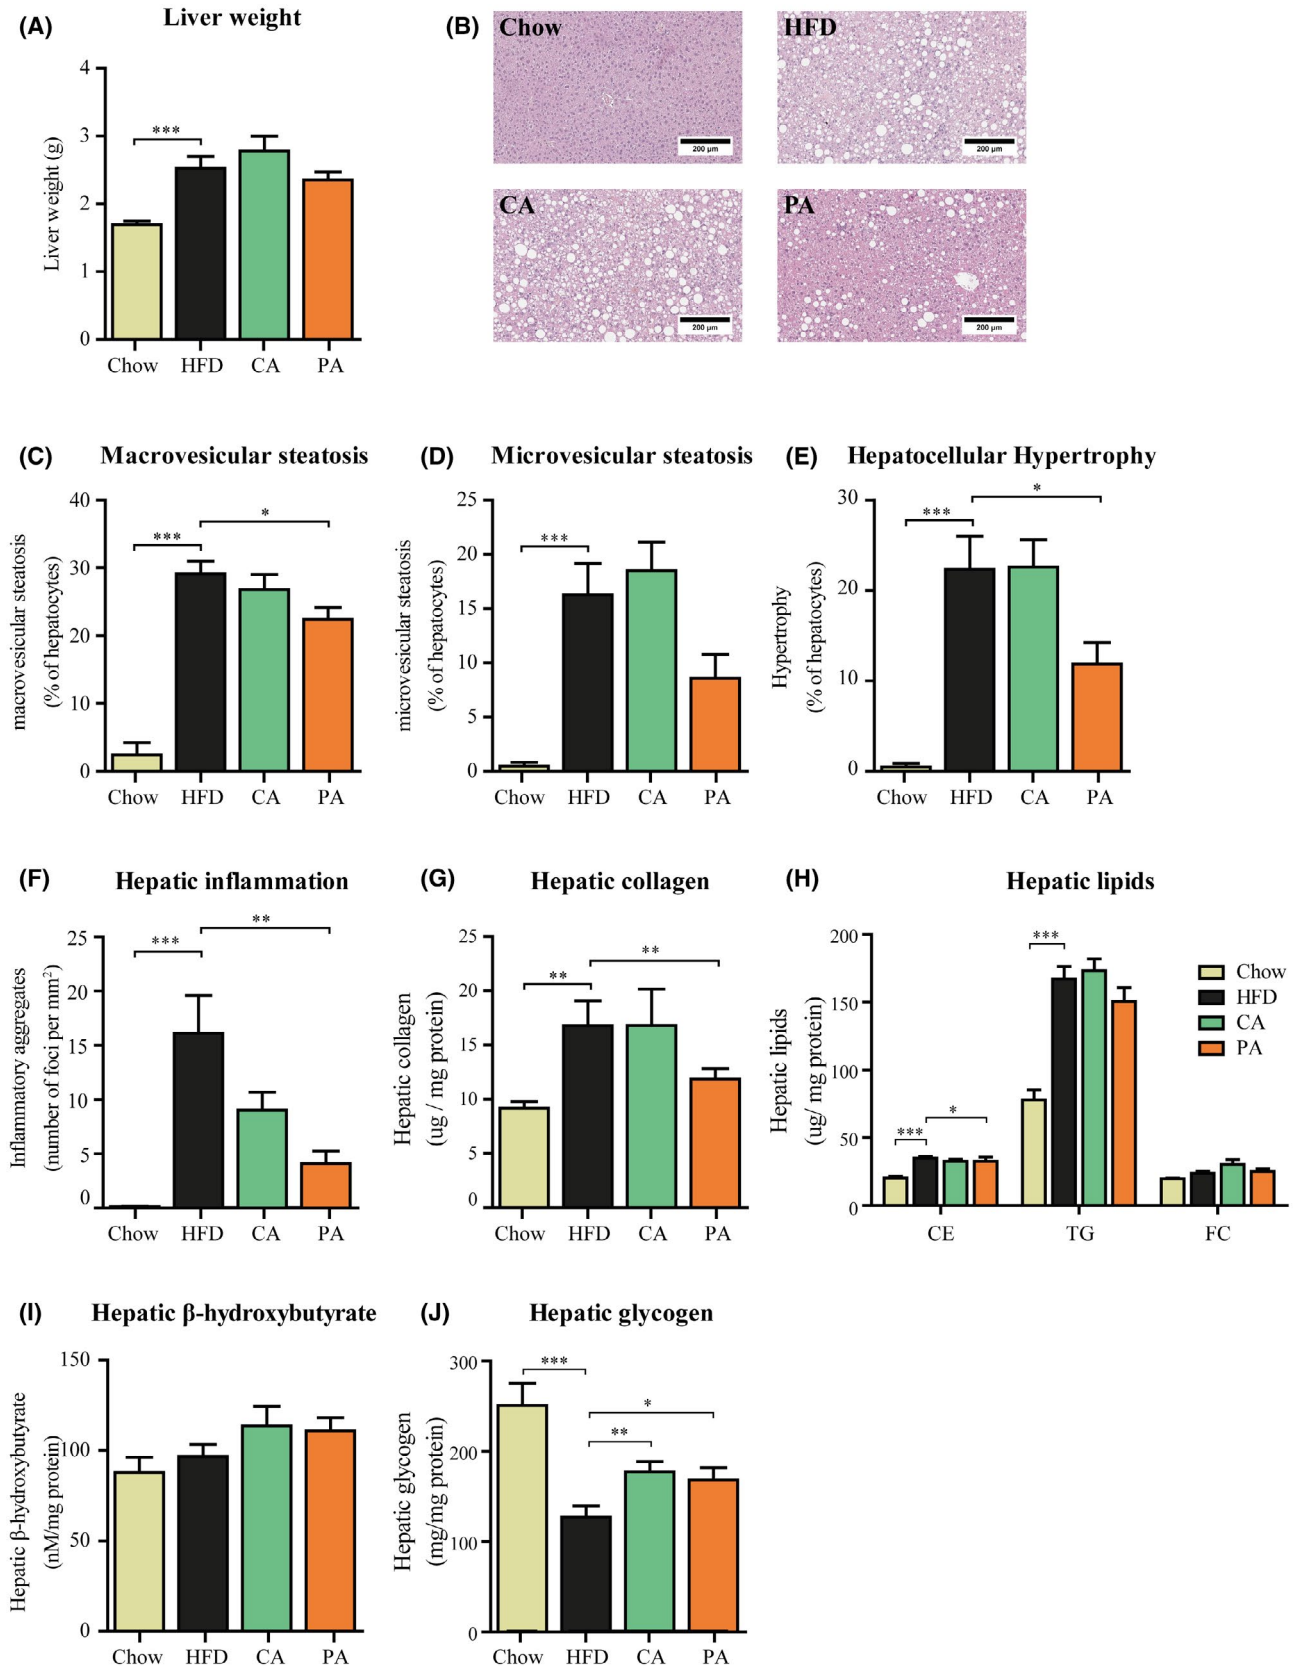 (A) Liver weight
Liver weight (g)
4
3
2
1
0
***
Chow HFD CA PA
(B)
Chow
200 µm
HFD
200 µm
CA
200 µm
PA
200 µm
(C) Macrovesicular steatosis
macrovesicular steatosis
(% of hepatocytes)
40
30
20
10
0
***
*
Chow HFD CA PA
(D) Microvesicular steatosis
microvesicular steatosis
(% of hepatocytes)
25
20
15
10
5
0
***
Chow HFD CA PA
(E) Hepatocellular Hypertrophy
Hypertrophy
(% of hepatocytes)
30
20
10
0
***
*
Chow HFD CA PA
(F) Hepatic inflammation
Inflammatory aggregates
(number of foci per mm²)
25
20
15
10
5
0
***
**
Chow HFD CA PA
(G) Hepatic collagen
Hepatic collagen
(ug / mg protein)
25
20
15
10
5
0
**
**
Chow HFD CA PA
(H) Hepatic lipids
Hepatic lipids
(ug/ mg protein)
200
150
100
50
0
***
*
***
CE TG FC
Chow
HFD
CA
PA
(I) Hepatic β-hydroxybutyrate
Hepatic β-hydroxybutyrate
(nM/mg protein)
150
100
50
0
Chow HFD CA PA
(J) Hepatic glycogen
Hepatic glycogen
(mg/mg protein)
300
200
100
0
***
*
**
Chow HFD CA PA